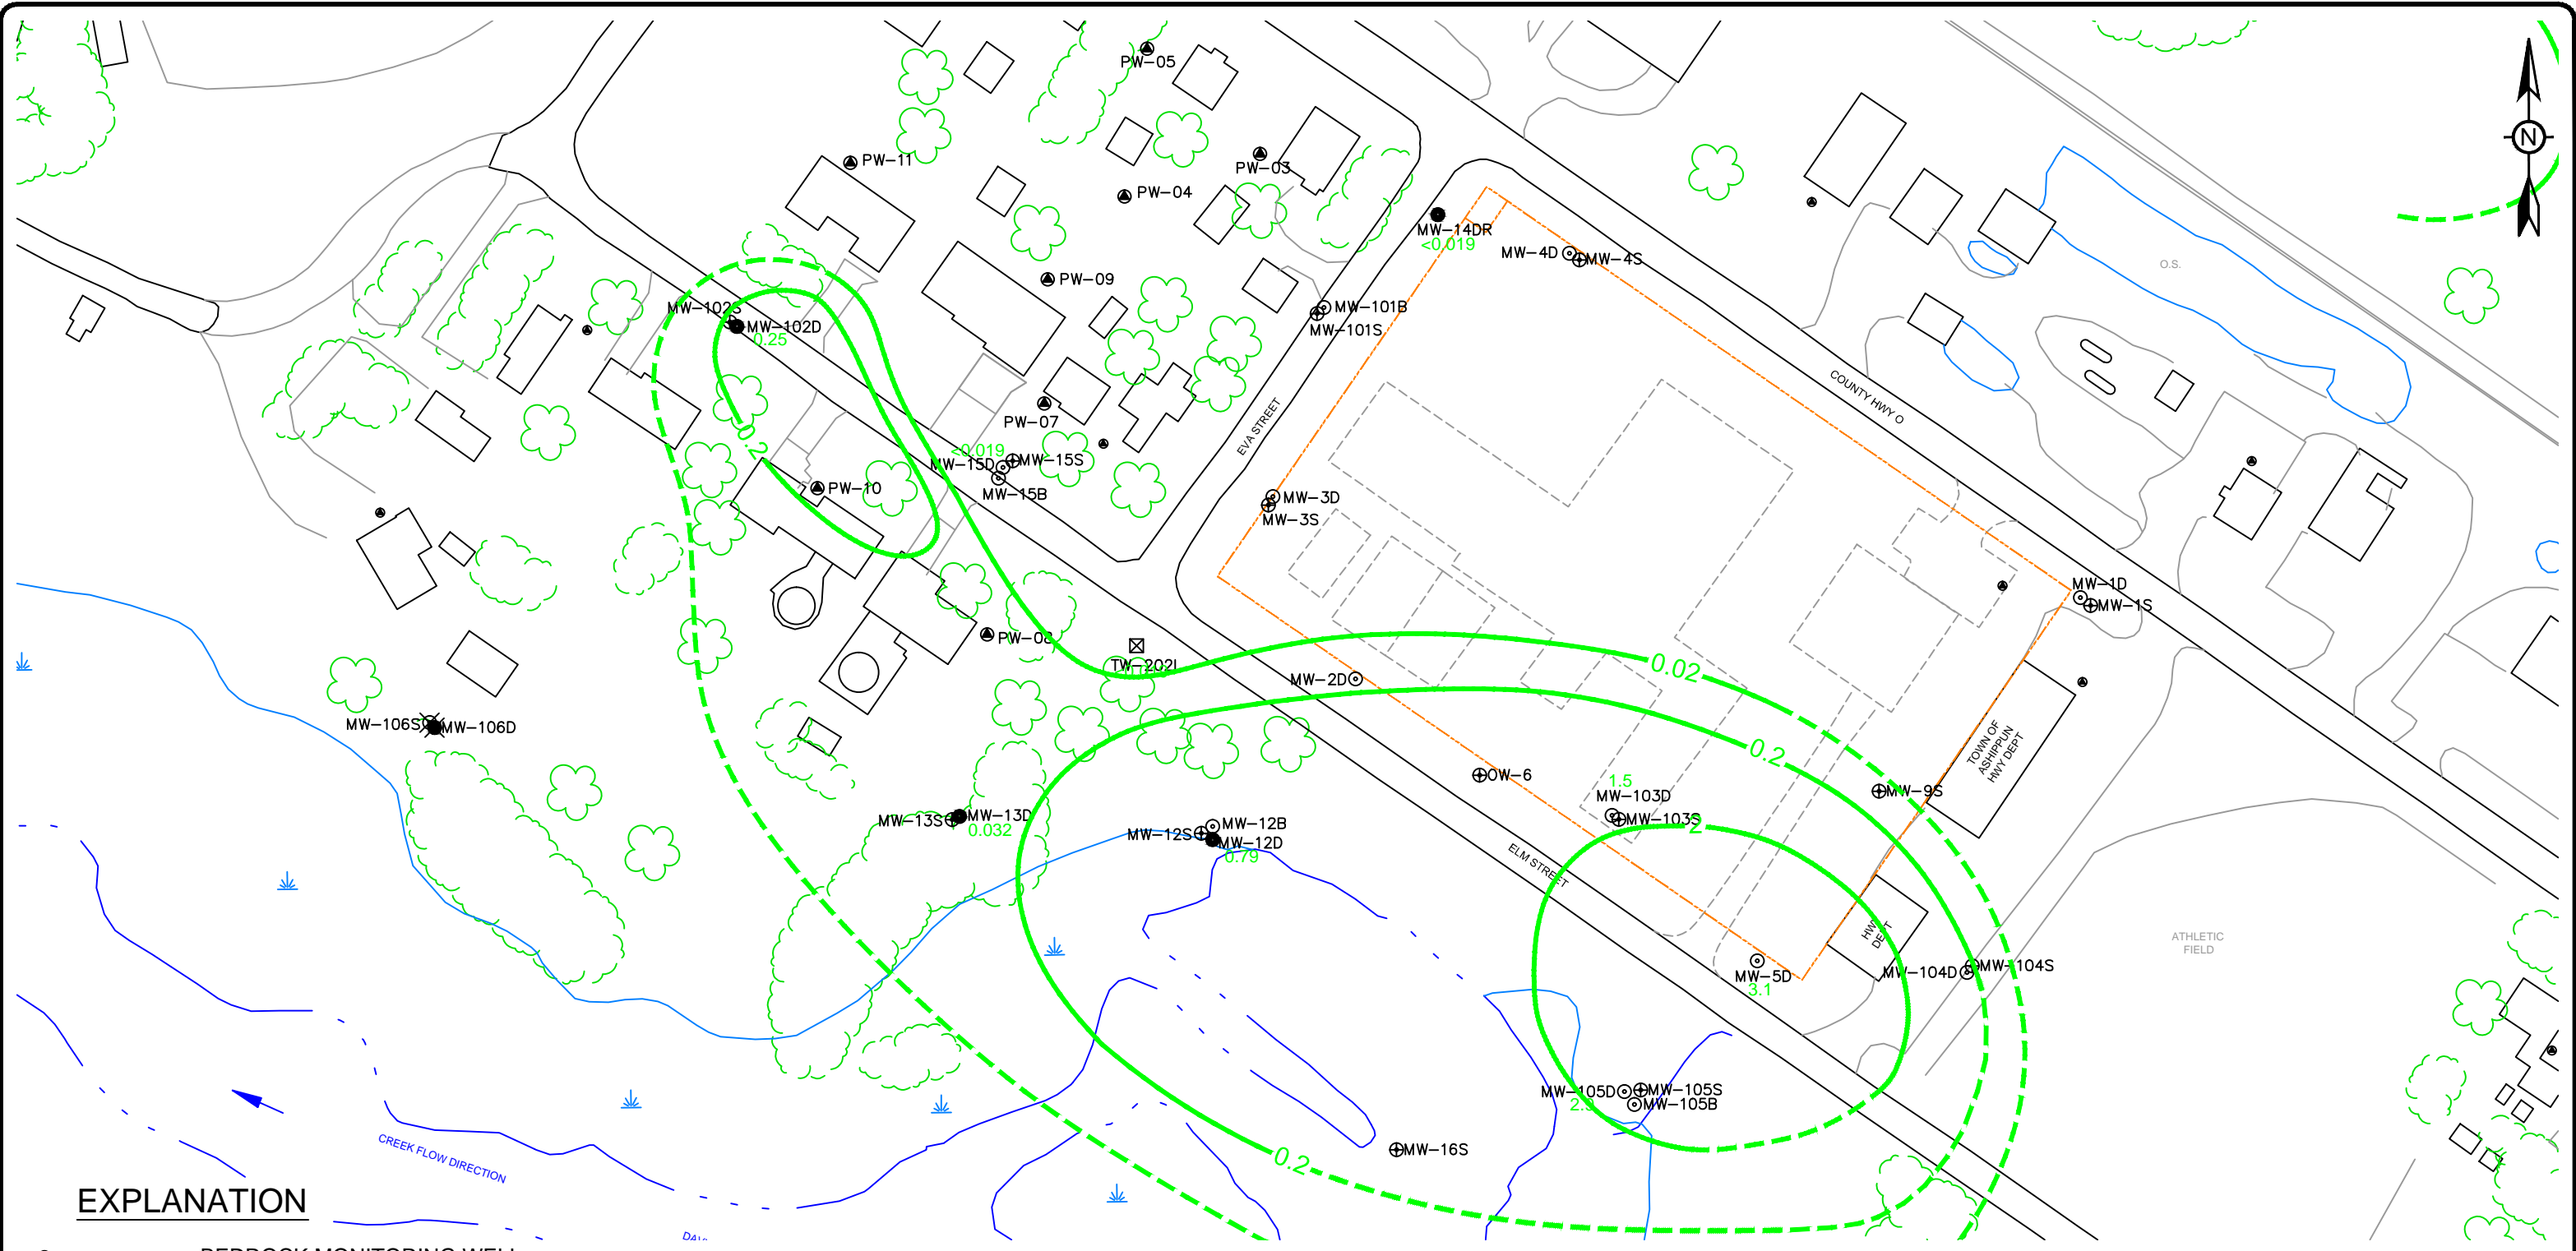 PW-05
N
PW-11
PW-03
PW-04
MW-14DR
<0.019
MW-4D
MW-4S
O.S.
PW-09
MW-102S
MW-102D
0.25
MW-101B
MW-101S
COUNTY HWY O
PW-07
EVA STREET
0.2
<0.019
MW-15D
MW-15S
MW-15B
PW-10
MW-3D
MW-3S
MW-1D
MW-1S
PW-08
TW-202I
0.02
MW-2D
MW-106S
MW-106D
0.2
TOWN OF
ASHIPPUN
HWY DEPT
OW-6
1.5
MW-103D
MW-103S
2
MW-9S
MW-13S
MW-13D
0.032
MW-12S
MW-12B
MW-12D
0.79
ELM STREET
HWY
DEPT
ATHLETIC
FIELD
MW-5D
3.1
MW-104D
MW-104S
MW-105D
MW-105S
MW-105B
CREEK FLOW DIRECTION
MW-16S
0.2
EXPLANATION
BEDROCK MONITORING WELL